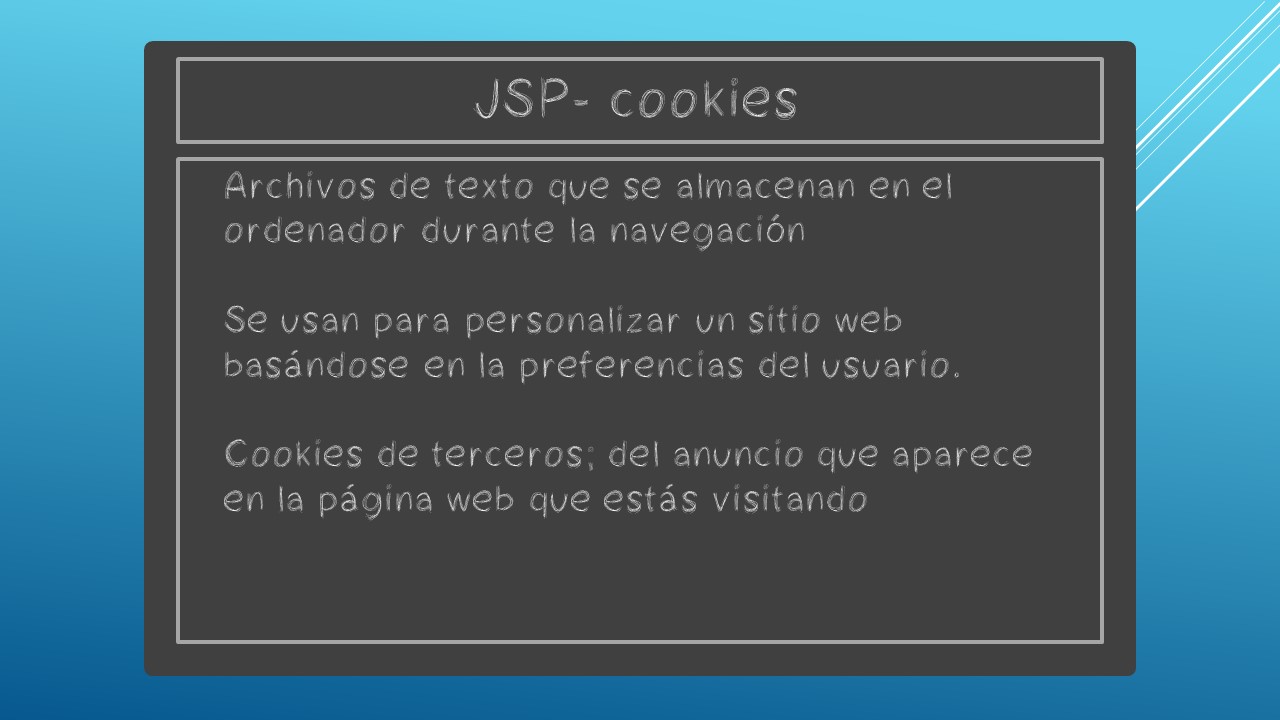 JSP- cookies
Archivos de texto que se almacenan en el
ordenador durante la navegación
Se usan para personalizar un sitio web
basándose en la preferencias del usuario.
Cookies de terceros; del anuncio que aparece
en la página web que estás visitando